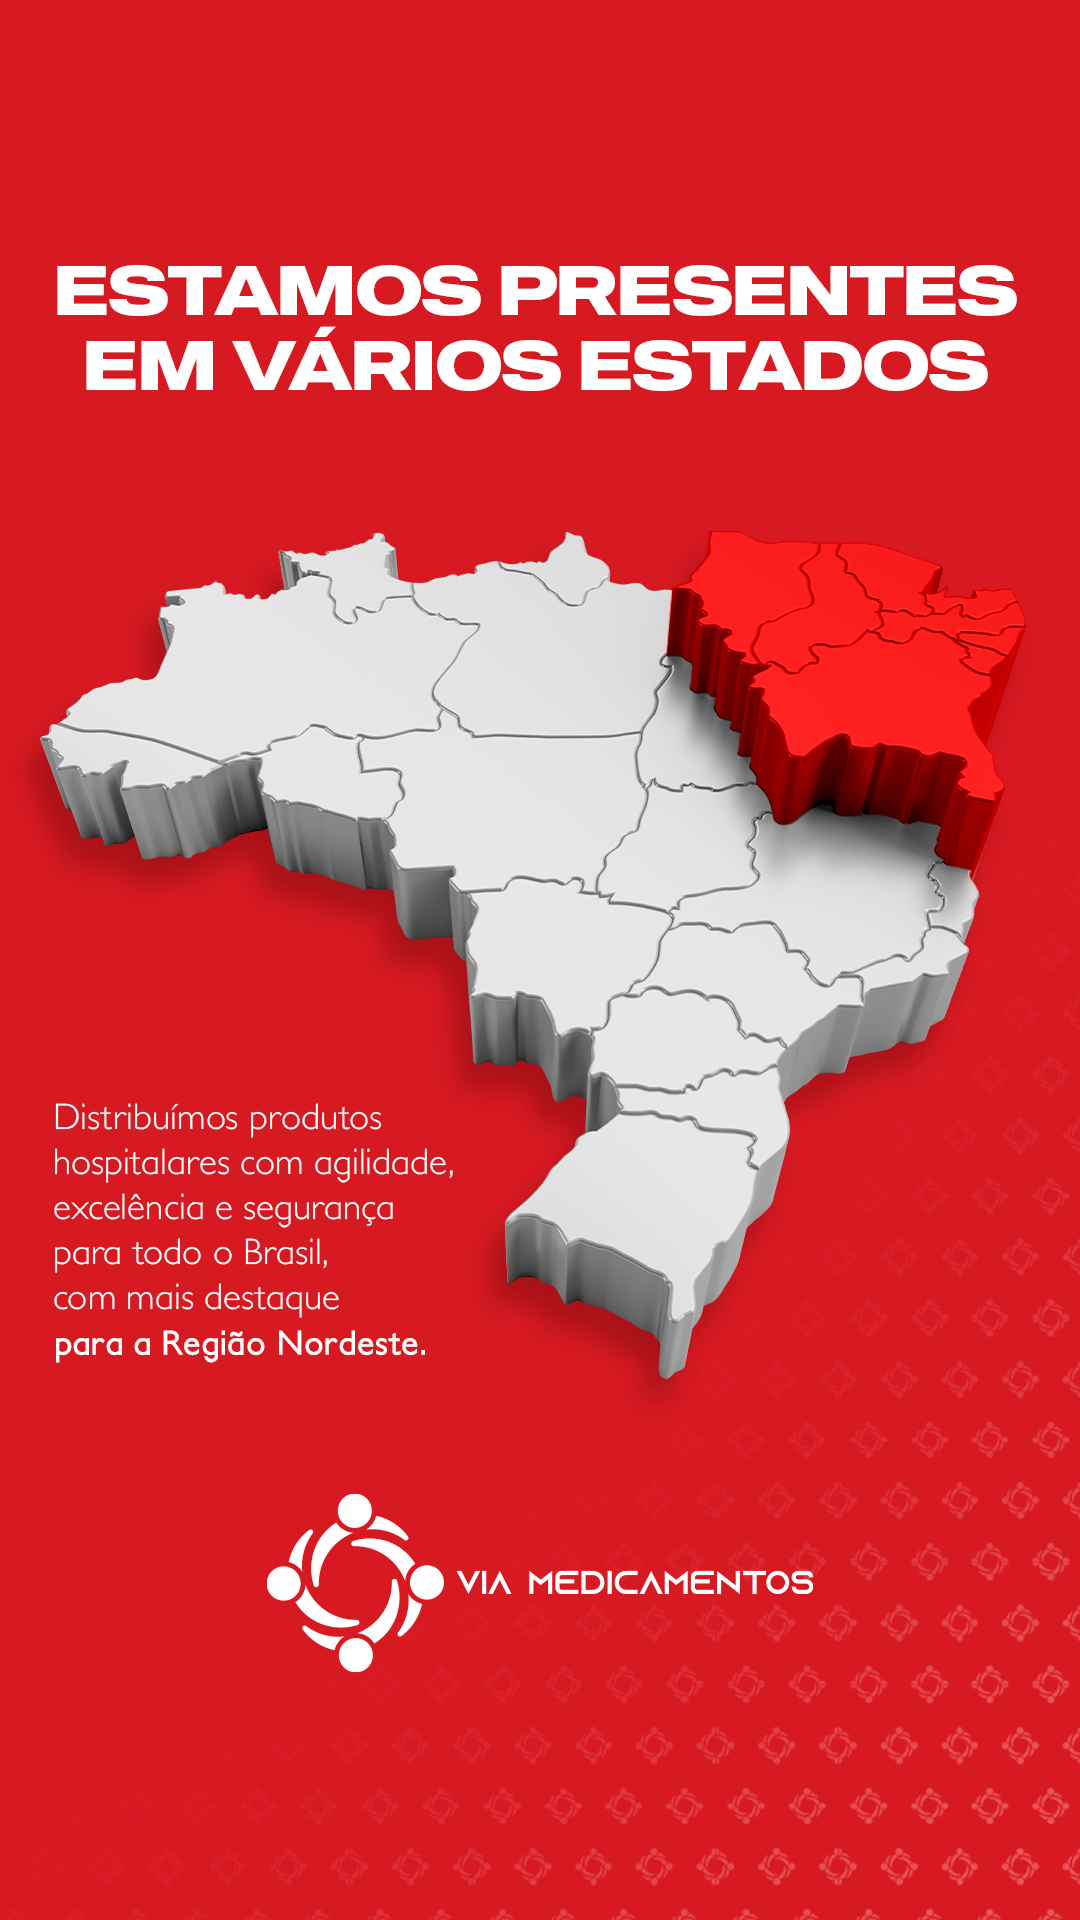 ESTAMOS PRESENTES
EM VÁRIOS ESTADOS
Distribuímos produtos
hospitalares com agilidade,
excelência e segurança
para todo o Brasil,
com mais destaque
para a Região Nordeste.
VIA MEDICAMENTOS